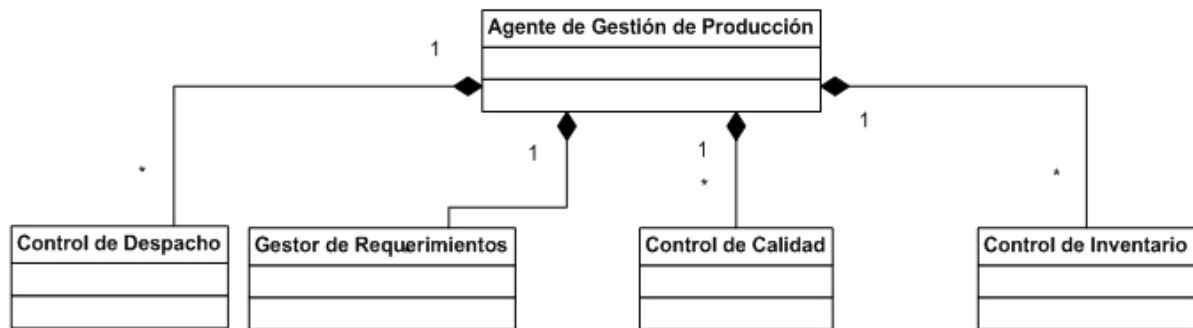 Agente de Gestión de Producción
1
1
1
1
*
*
*
Control de Despacho
Gestor de Requerimientos
*
Control de Calidad
Control de Inventario